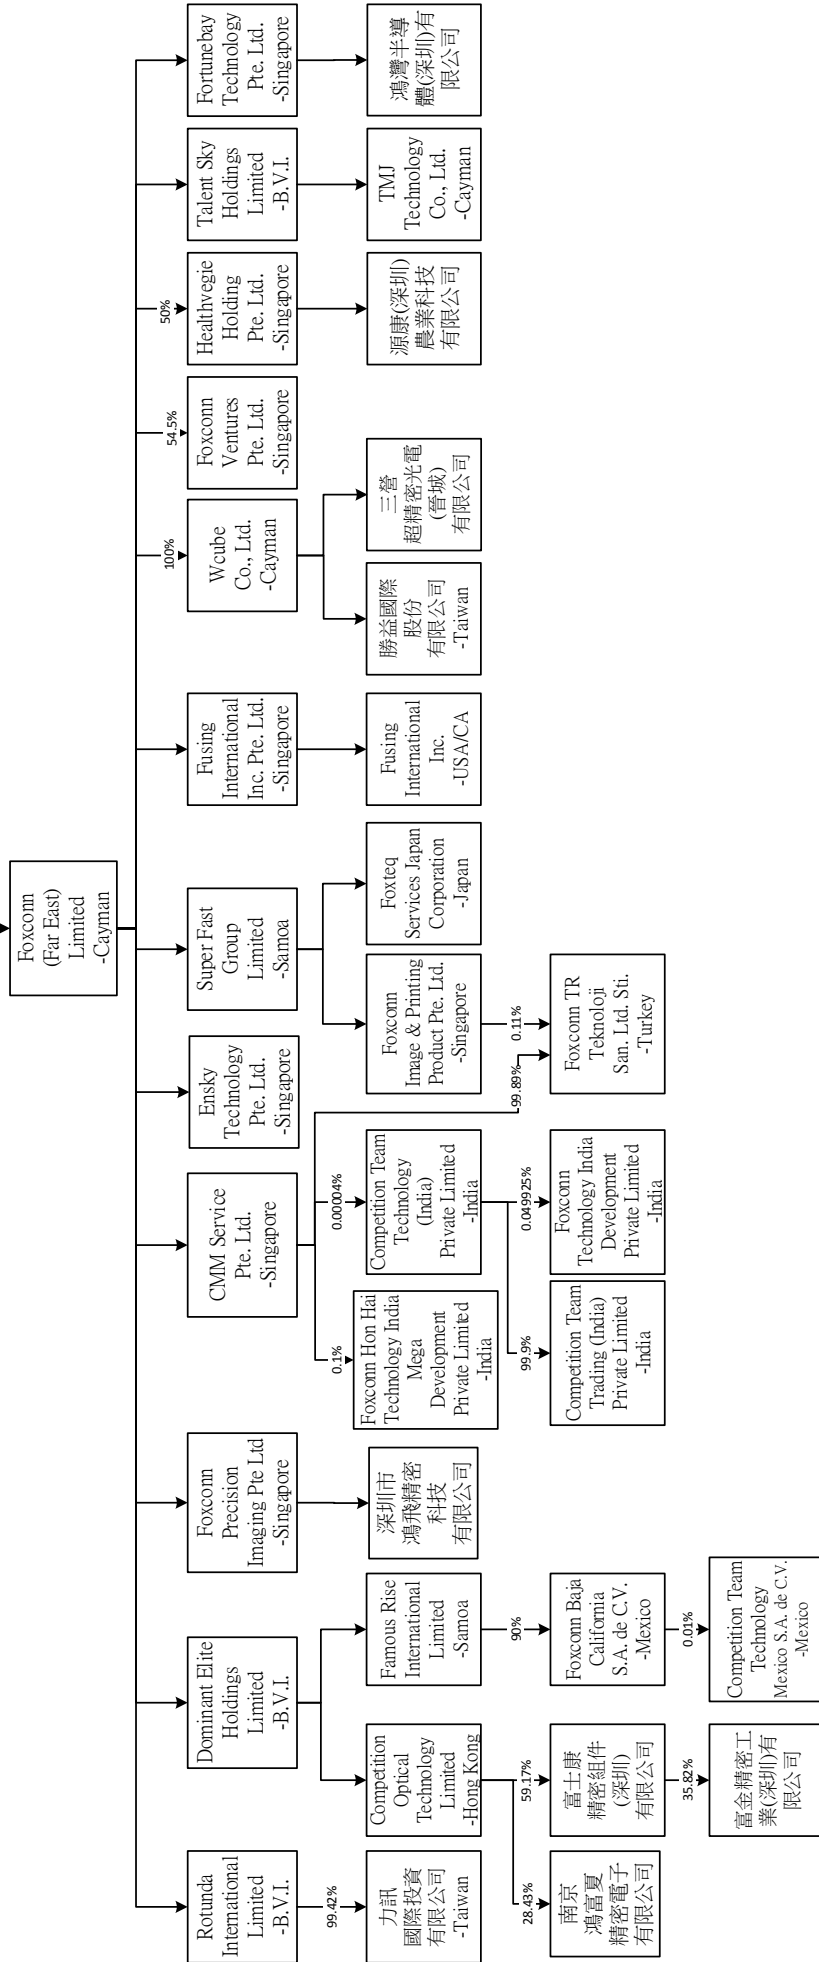 Foxconn
(Far East)
Limited
-Cayman
Rotunda
International
Limited
-B.V.I.
Dominant Elite
Holdings
Limited
-B.V.I.
Foxconn
Precision
Imaging Pte Ltd
-Singapore
CMM Service
Pte. Ltd.
-Singapore
Ensky
Technology
Pte. Ltd.
-Singapore
Super Fast
Group
Limited
-Samoa
Fusing
International
Inc. Pte. Ltd.
-Singapore
100%
Wcube
Co., Ltd.
-Cayman
54.5%
Foxconn
Ventures
Pte. Ltd.
-Singapore
50%
Healthvegie
Holding
Pte. Ltd.
-Singapore
Talent Sky
Holdings
Limited
-B.V.I.
Fortunebay
Technology
Pte. Ltd.
-Singapore
99.42%
力訊
國際投資
有限公司
-Taiwan
Competition
Optical
Technology
Limited
-Hong Kong
Famous Rise
International
Limited
-Samoa
深圳市
鴻飛精密
科技
有限公司
0.1%
Foxconn Hon Hai
Technology India
Mega
Development
Private Limited
-India
0.00004%
Competition Team
Technology
(India)
Private Limited
-India
Foxconn
Image & Printing
Product Pte. Ltd.
-Singapore
Foxteq
Services Japan
Corporation
-Japan
Fusing
International
Inc.
-USA/CA
勝益國際
股份
有限公司
-Taiwan
三營
超精密光電
(晉城)
有限公司
源康(深圳)
農業科技
有限公司
TMJ
Technology
Co., Ltd.
-Cayman
鴻灣半導
體(深圳)有
限公司
28.43%
南京
鴻富夏
精密電子
有限公司
59.17%
富士康
精密組件
(深圳)
有限公司
90%
Foxconn Baja
California
S.A. de C.V.
-Mexico
99.9%
Competition Team
Trading (India)
Private Limited
-India
0.049925%
Foxconn
Technology India
Development
Private Limited
-India
99.89%
0.11%
Foxconn TR
Teknoloji
San. Ltd. Sti.
-Turkey
35.82%
富金精密工
業(深圳)有
限公司
0.01%
Competition Team
Technology
Mexico S.A. de C.V.
-Mexico